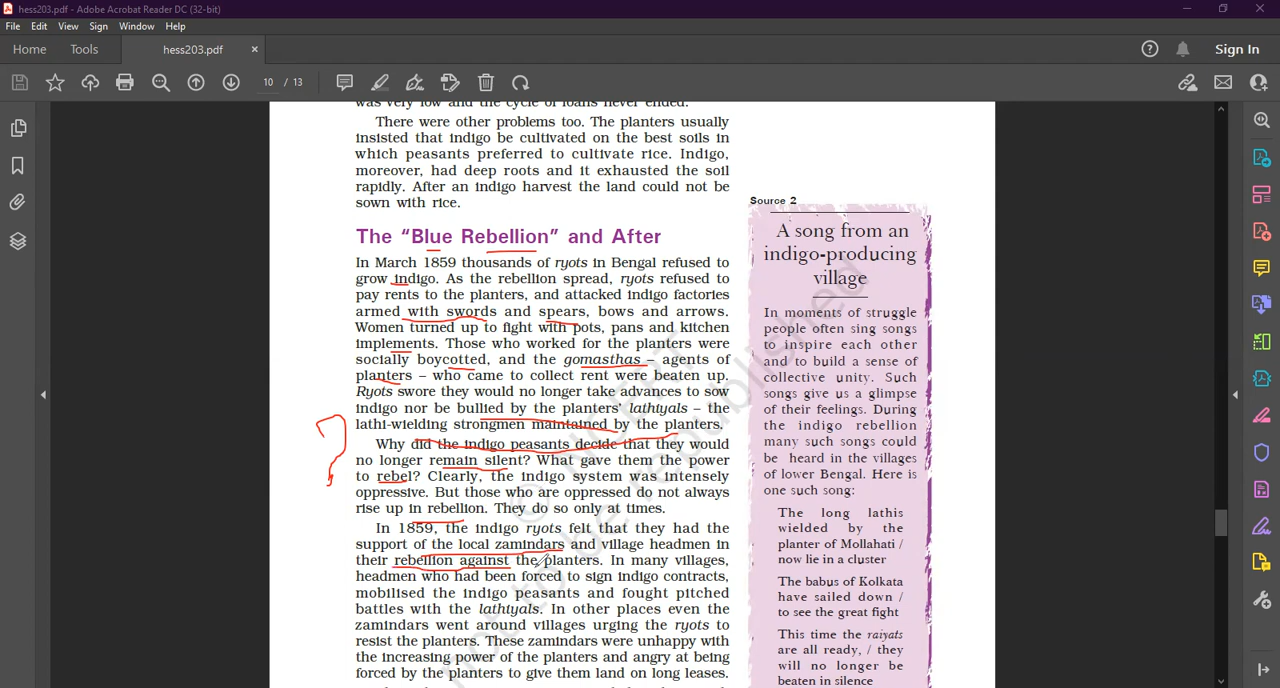 hess203.pdf - Adobe Acrobat Reader DC (32-bit)
File Edit View Sign Window Help
Home Tools hess203.pdf × Sign In
10 / 13
was very low and the cycle of loans never ended.
There were other problems too. The planters usually
insisted that indigo be cultivated on the best soils in
which peasants preferred to cultivate rice. Indigo,
moreover, had deep roots and it exhausted the soil
rapidly. After an indigo harvest the land could not be
sown with rice.
The “Blue Rebellion” and After
In March 1859 thousands of ryots in Bengal refused to
grow indigo. As the rebellion spread, ryots refused to
pay rents to the planters, and attacked indigo factories
armed with swords and spears, bows and arrows.
Women turned up to fight with pots, pans and kitchen
implements. Those who worked for the planters were
socially boycotted, and the gomasthas – agents of
planters – who came to collect rent were beaten up.
Ryots swore they would no longer take advances to sow
indigo nor be bullied by the planters’ lathiyals – the
lathi-wielding strongmen maintained by the planters.
Why did the indigo peasants decide that they would
no longer remain silent? What gave them the power
to rebel? Clearly, the indigo system was intensely
oppressive. But those who are oppressed do not always
rise up in rebellion. They do so only at times.
In 1859, the indigo ryots felt that they had the
support of the local zamindars and village headmen in
their rebellion against the planters. In many villages,
headmen who had been forced to sign indigo contracts,
mobilised the indigo peasants and fought pitched
battles with the lathiyals. In other places even the
zamindars went around villages urging the ryots to
resist the planters. These zamindars were unhappy with
the increasing power of the planters and angry at being
forced by the planters to give them land on long leases.
?
Source 2
A song from an
indigo-producing
village
In moments of struggle
people often sing songs
to inspire each other
and to build a sense of
collective unity. Such
songs give us a glimpse
of their feelings. During
the indigo rebellion
many such songs could
be heard in the villages
of lower Bengal. Here is
one such song:
The long lathis
wielded by the
planter of Mollahati /
now lie in a cluster
The babus of Kolkata
have sailed down /
to see the great fight
This time the raiyats
are all ready, / they
will no longer be
beaten in silence
© NCERT
not to be republished